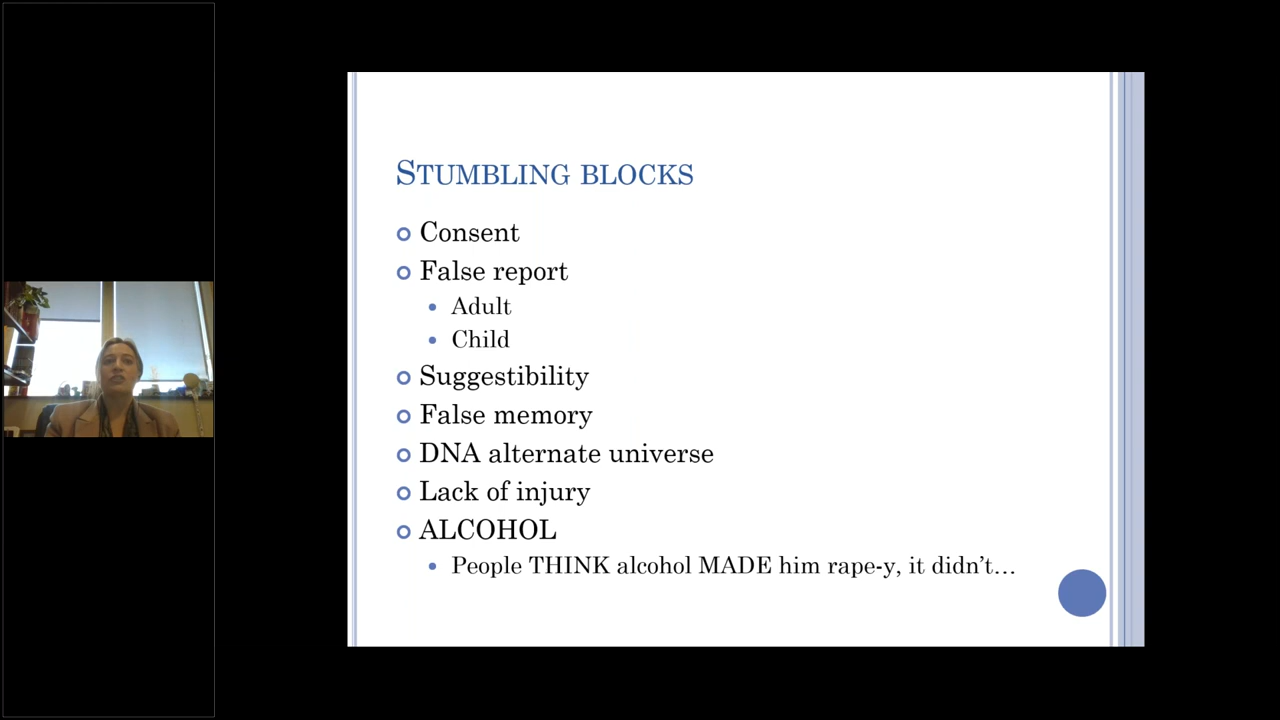 STUMBLING BLOCKS
Consent
False report
Adult
Child
Suggestibility
False memory
DNA alternate universe
Lack of injury
ALCOHOL
People THINK alcohol MADE him rape-y, it didn't…